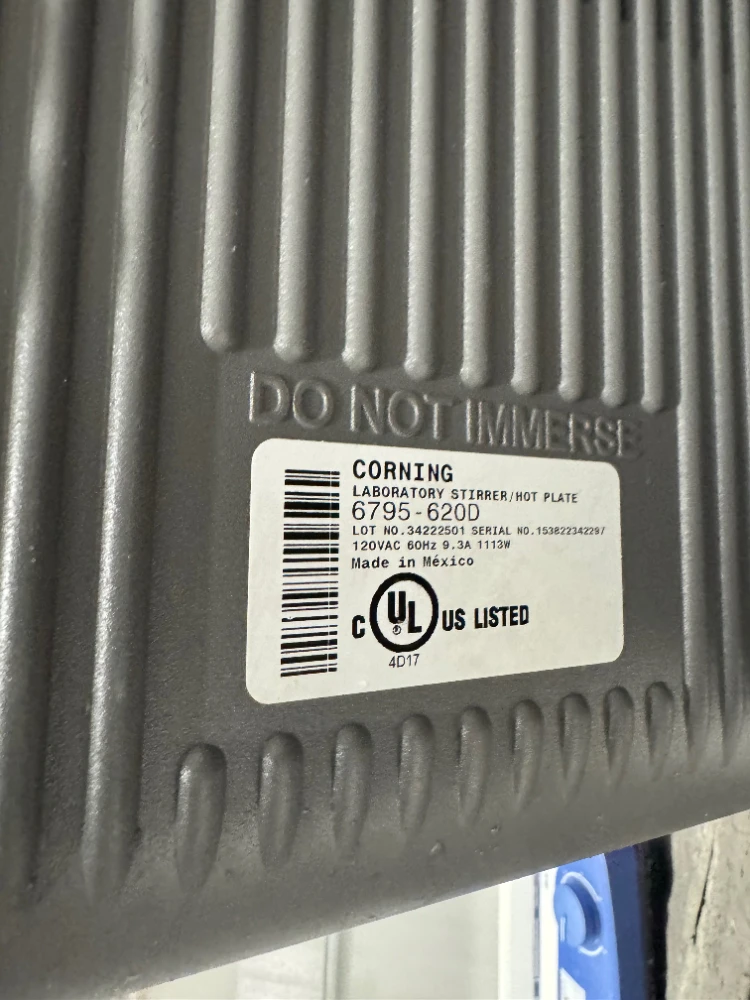 DO NOT IMMERSE
CORNING
LABORATORY STIRRER/HOT PLATE
6795-620D
LOT NO.34222501 SERIAL NO.153822342297
120VAC 60Hz 9.3A 1113W
Made in México
C UL ® US LISTED
4D17